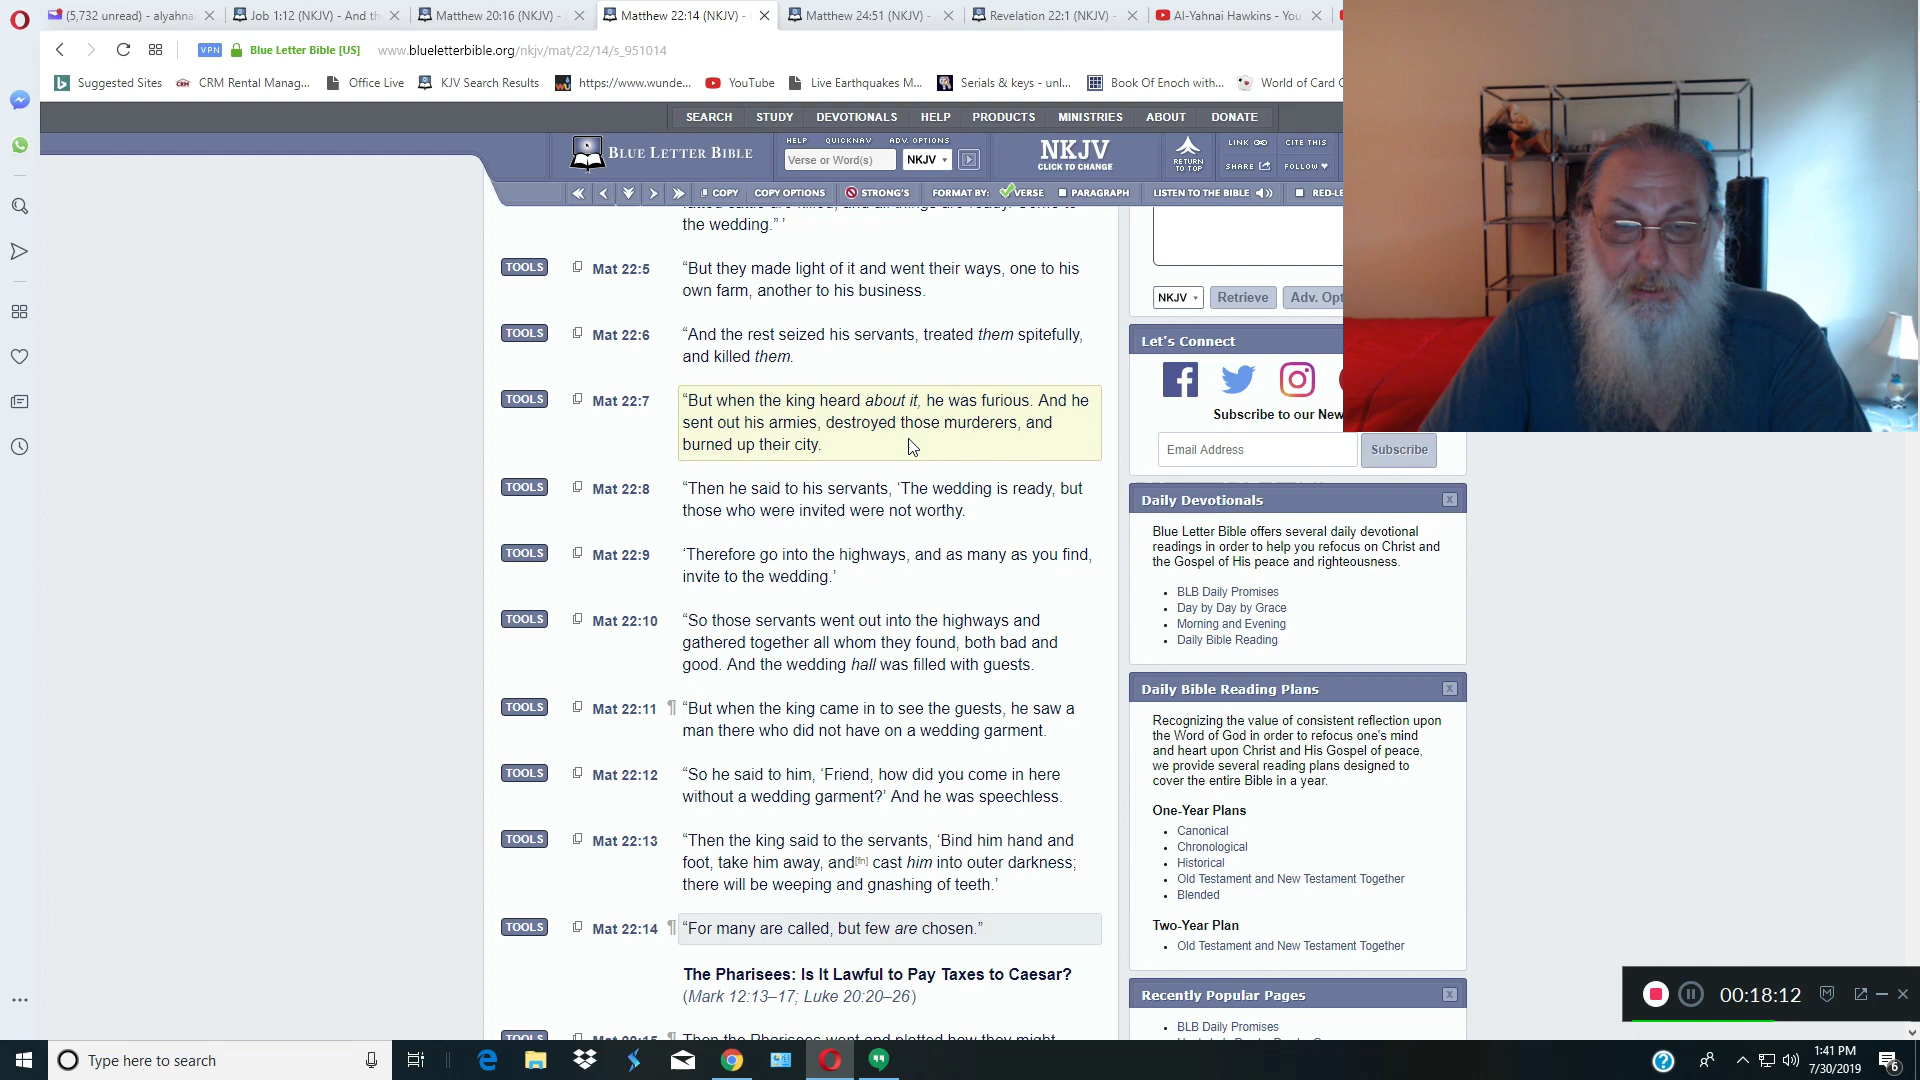 (5,732 unread) - alyahna
Job 1:12 (NKJV) - And th
Matthew 20:16 (NKJV) -
Matthew 22:14 (NKJV) -
Matthew 24:51 (NKJV) -
Revelation 22:1 (NKJV) -
Al-Yahnai Hawkins - You
VPN
Blue Letter Bible [US]
www.blueletterbible.org/nkjv/mat/22/14/s_951014
Suggested Sites
CRM Rental Manag...
Office Live
KJV Search Results
https://www.wunde...
YouTube
Live Earthquakes M...
Serials & keys - unl...
Book Of Enoch with...
World of Card G
SEARCH STUDY DEVOTIONALS HELP PRODUCTS MINISTRIES ABOUT DONATE
BLUE LETTER BIBLE
HELP QUICKNAV ADV. OPTIONS
Verse or Word(s)
NKJV
NKJV
CLICK TO CHANGE
RETURN TO TOP
LINK
CITE THIS
SHARE
FOLLOW
COPY COPY OPTIONS STRONG'S FORMAT BY: VERSE PARAGRAPH LISTEN TO THE BIBLE RED-LE
the wedding.” ’
TOOLS Mat 22:5 “But they made light of it and went their ways, one to his
own farm, another to his business.
TOOLS Mat 22:6 “And the rest seized his servants, treated them spitefully,
and killed them.
TOOLS Mat 22:7 “But when the king heard about it, he was furious. And he
sent out his armies, destroyed those murderers, and
burned up their city.
TOOLS Mat 22:8 “Then he said to his servants, ‘The wedding is ready, but
those who were invited were not worthy.
TOOLS Mat 22:9 ‘Therefore go into the highways, and as many as you find,
invite to the wedding.’
TOOLS Mat 22:10 “So those servants went out into the highways and
gathered together all whom they found, both bad and
good. And the wedding hall was filled with guests.
TOOLS Mat 22:11 ¶ “But when the king came in to see the guests, he saw a
man there who did not have on a wedding garment.
TOOLS Mat 22:12 “So he said to him, ‘Friend, how did you come in here
without a wedding garment?’ And he was speechless.
TOOLS Mat 22:13 “Then the king said to the servants, ‘Bind him hand and
foot, take him away, and[fn] cast him into outer darkness;
there will be weeping and gnashing of teeth.’
TOOLS Mat 22:14 ¶ “For many are called, but few are chosen.”
The Pharisees: Is It Lawful to Pay Taxes to Caesar?
(Mark 12:13–17; Luke 20:20–26)
NKJV
Retrieve
Adv. Opt
Let's Connect
Subscribe to our New
Email Address
Subscribe
Daily Devotionals
Blue Letter Bible offers several daily devotional
readings in order to help you refocus on Christ and
the Gospel of His peace and righteousness.
BLB Daily Promises
Day by Day by Grace
Morning and Evening
Daily Bible Reading
Daily Bible Reading Plans
Recognizing the value of consistent reflection upon
the Word of God in order to refocus one's mind
and heart upon Christ and His Gospel of peace,
we provide several reading plans designed to
cover the entire Bible in a year.
One-Year Plans
Canonical
Chronological
Historical
Old Testament and New Testament Together
Blended
Two-Year Plan
Old Testament and New Testament Together
Recently Popular Pages
BLB Daily Promises
00:18:12
Type here to search
1:41 PM
7/30/2019
6